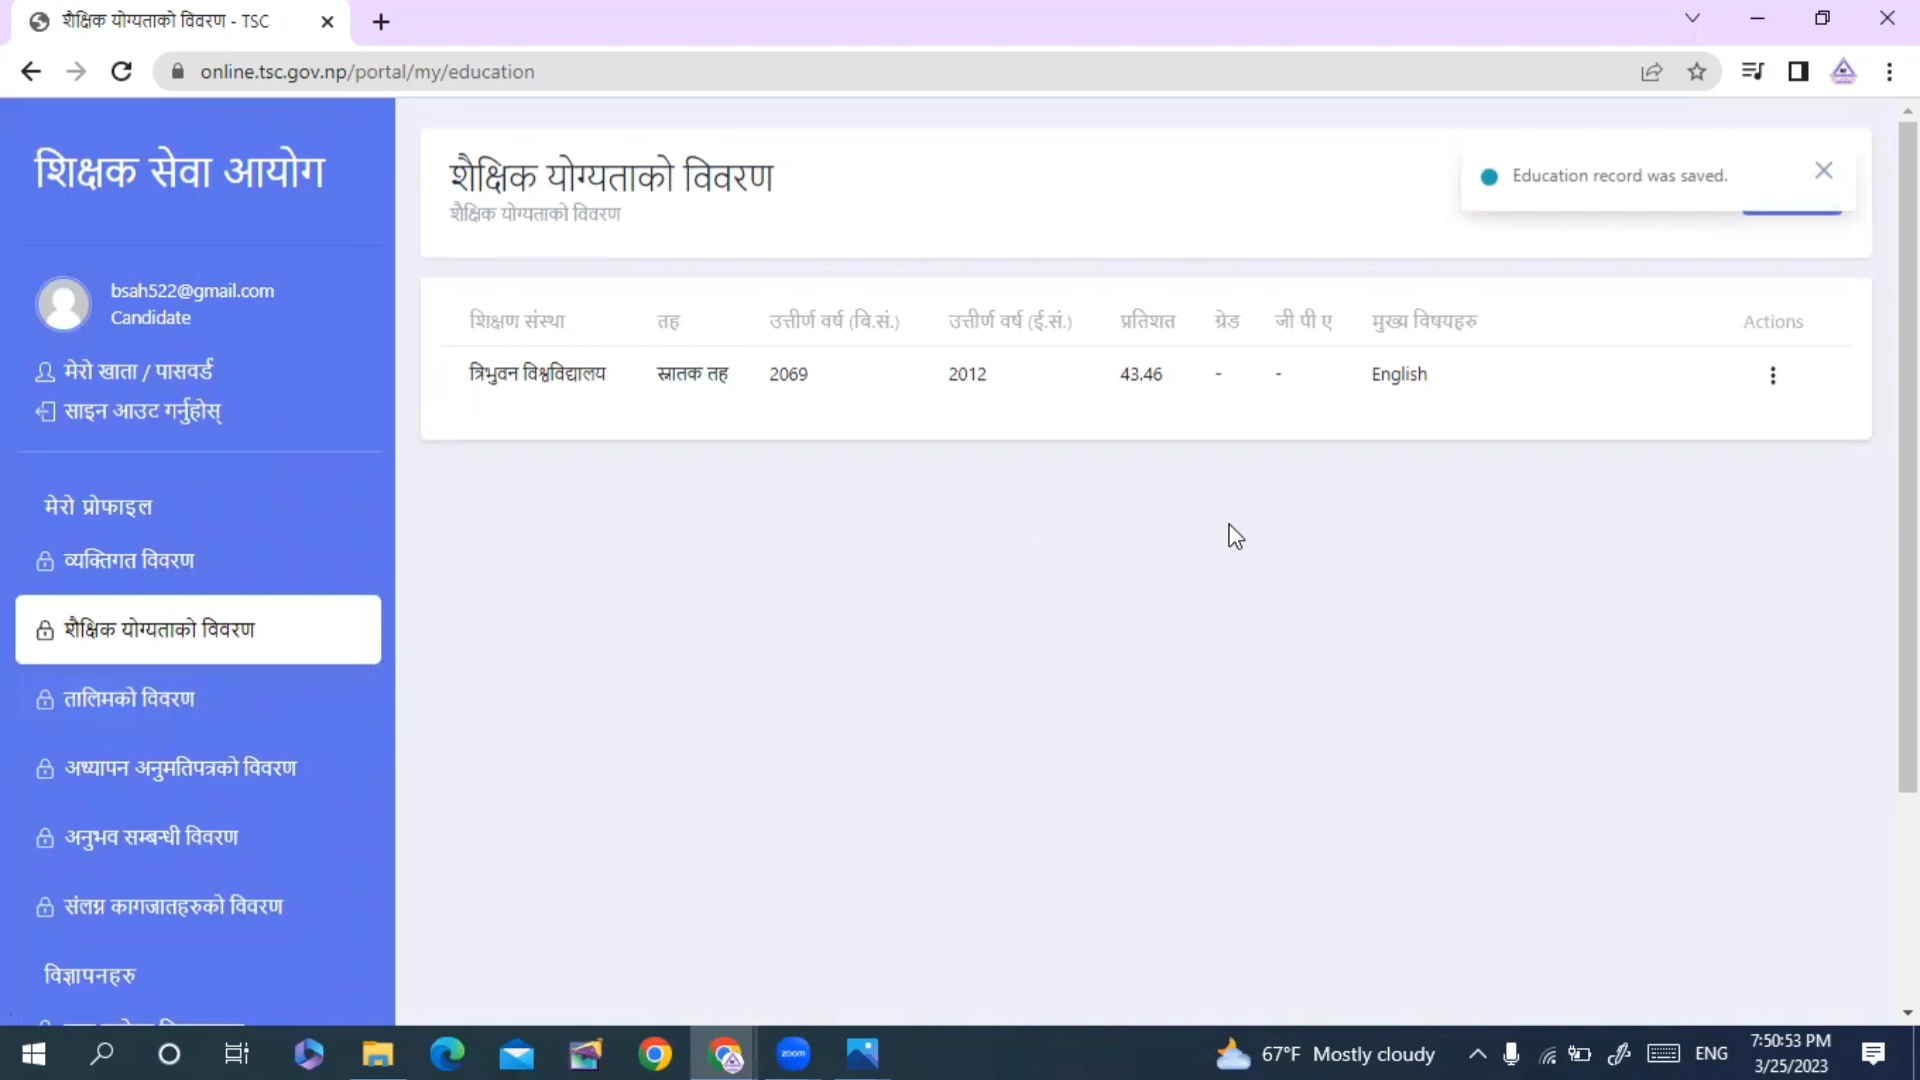 शैक्षिक योग्यताको विवरण - TSC
online.tsc.gov.np/portal/my/education
शिक्षक सेवा आयोग
bsah522@gmail.com
Candidate
मेरो खाता / पासवर्ड
साइन आउट गर्नुहोस्
मेरो प्रोफाइल
व्यक्तिगत विवरण
शैक्षिक योग्यताको विवरण
तालिमको विवरण
अध्यापन अनुमतिपत्रको विवरण
अनुभव सम्बन्धी विवरण
संलग्न कागजातहरुको विवरण
विज्ञापनहरु
शैक्षिक योग्यताको विवरण
शैक्षिक योग्यताको विवरण
Education record was saved.
शिक्षण संस्था तह उत्तीर्ण वर्ष (बि.सं.) उत्तीर्ण वर्ष (ई.सं.) प्रतिशत ग्रेड जी पी ए मुख्य विषयहरु Actions
त्रिभुवन विश्वविद्यालय स्नातक तह 2069 2012 43.46 - - English
zoom
67°F Mostly cloudy
ENG
7:50:53 PM
3/25/2023